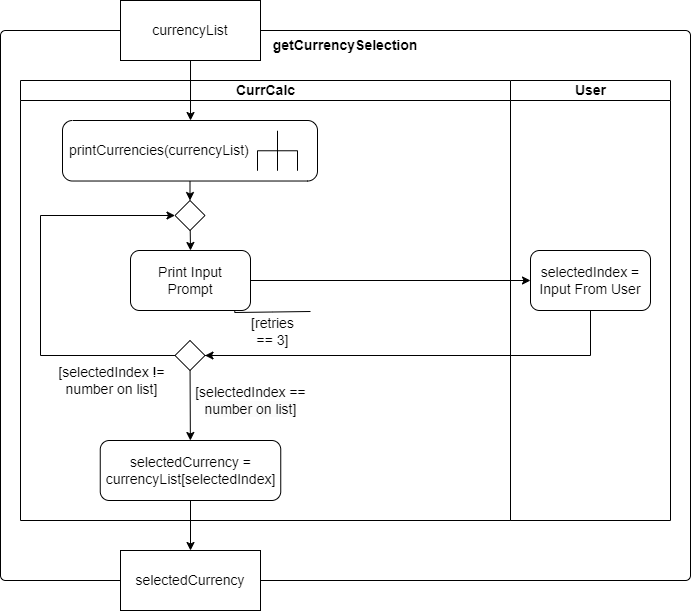 currencyList
getCurrencySelection
CurrCalc
User
printCurrencies(currencyList)
Print Input
Prompt
selectedIndex =
Input From User
[retries
== 3]
[selectedIndex !=
number on list]
[selectedIndex ==
number on list]
selectedCurrency =
currencyList[selectedIndex]
selectedCurrency